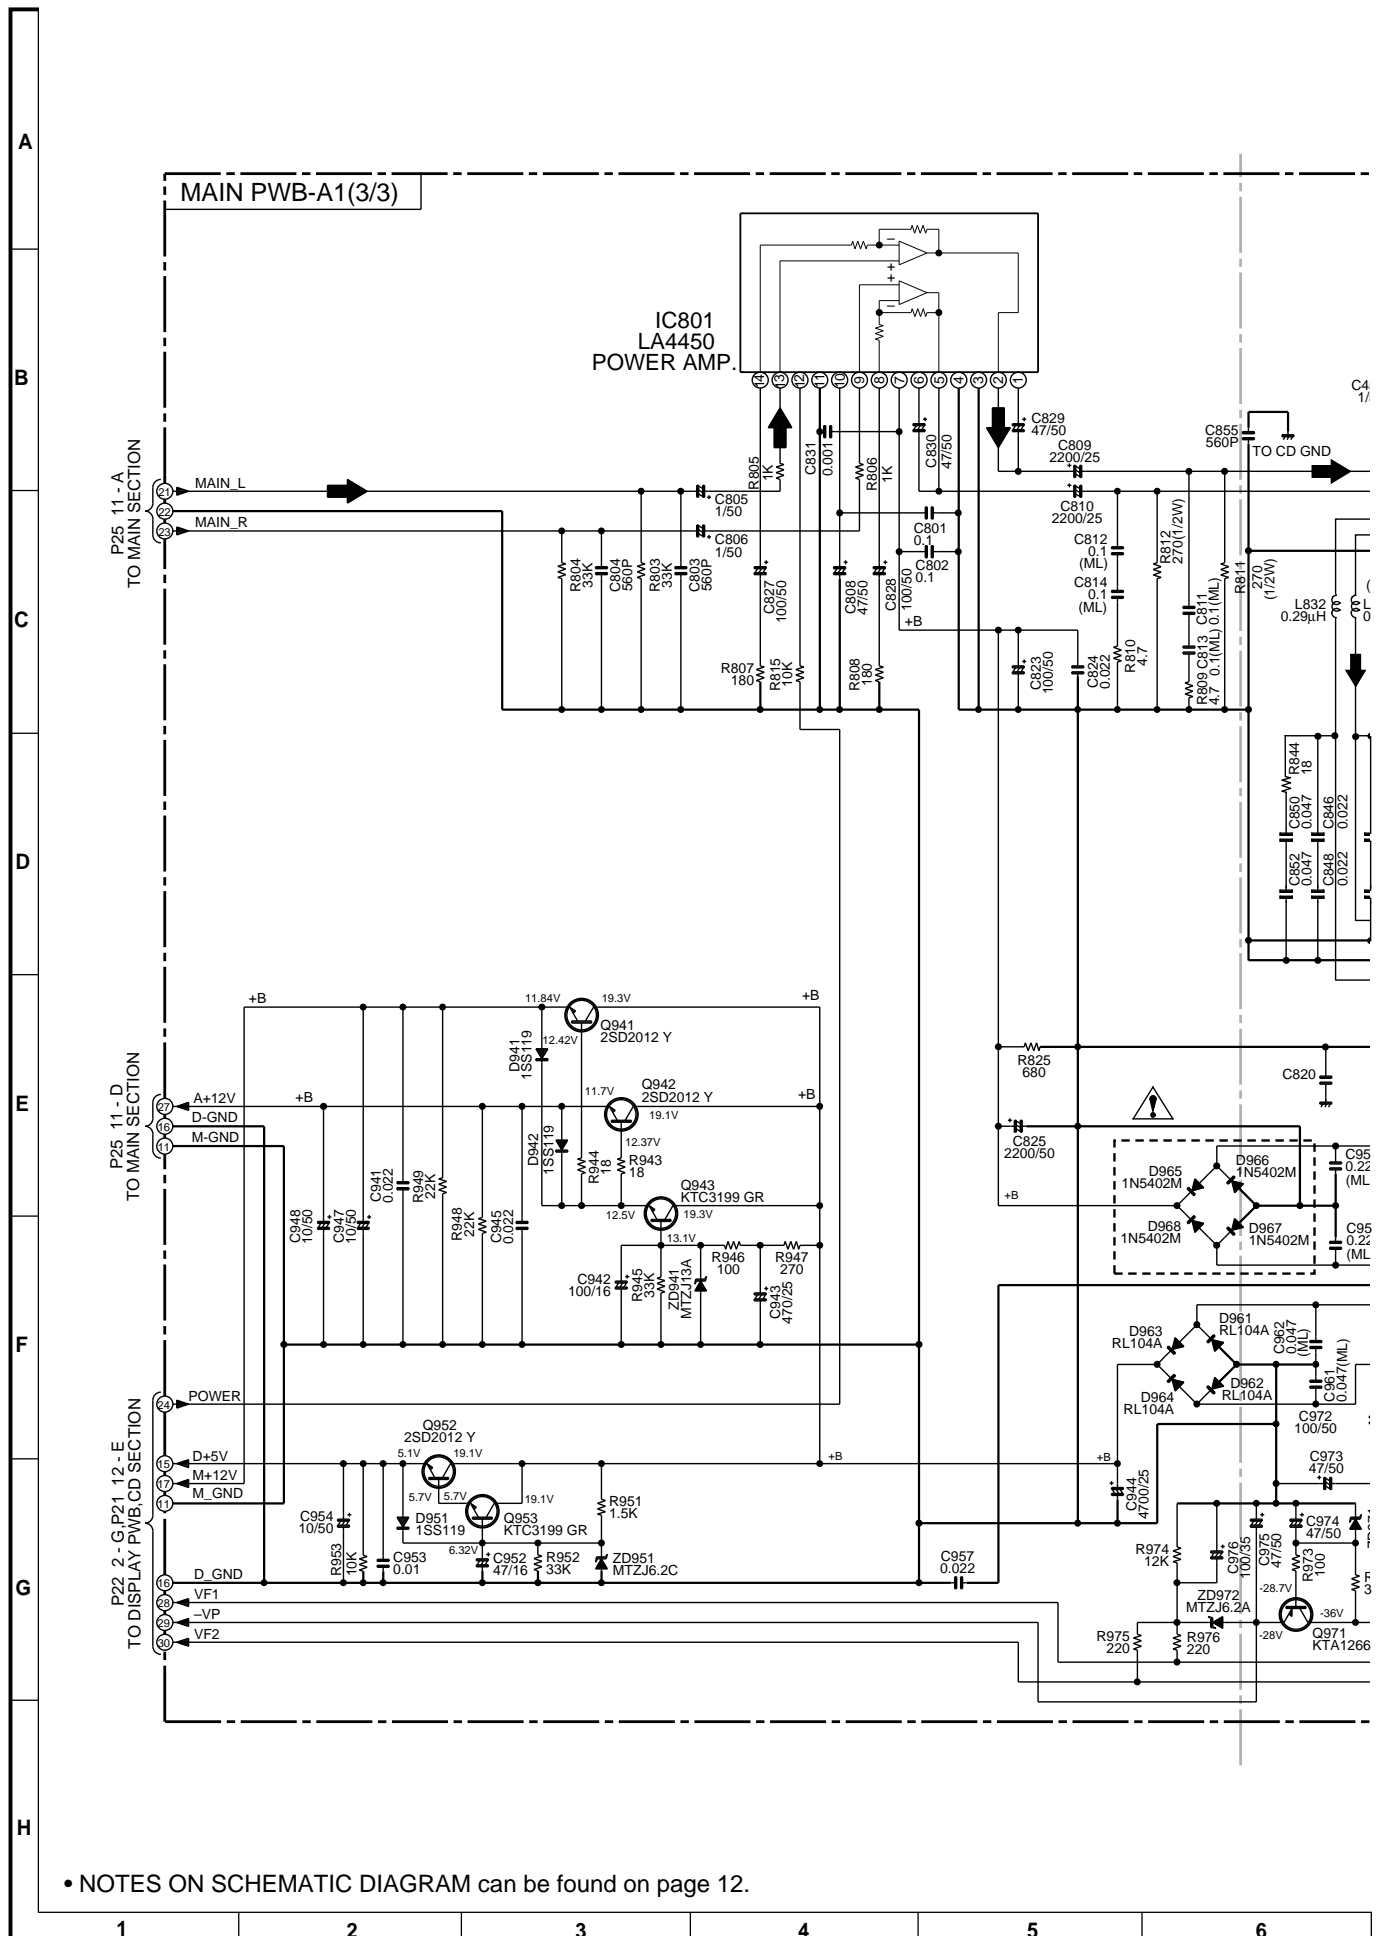 A
MAIN PWB-A1(3/3)
IC801
LA4450
POWER AMP.
B
14 13 12 11 10 9 8 7 6 5 4 3 2 1
C829
47/50
C809
2200/25
C830
47/50
R805
1K
C831
0.001
R806
1K
C855
560P
TO CD GND
P25 11 - A
TO MAIN SECTION
21
MAIN_L
22
23
MAIN_R
C805
1/50
C806
1/50
C810
2200/25
C801
0.1
C802
0.1
C812
0.1
(ML)
C814
0.1
(ML)
R812
270(1/2W)
R811
270
(1/2W)
R804
33K
C804
560P
R803
33K
C803
560P
C827
100/50
C808
47/50
C828
100/50
+B
C
C811
0.1(ML)
C813
0.1(ML)
R809
4.7
R810
4.7
L832
0.29µH
R807
180
R815
10K
R808
180
C823
100/50
C824
0.022
R844
18
C850
0.047
C846
0.022
C852
0.047
C848
0.022
D
+B
11.84V
19.3V
+B
Q941
2SD2012 Y
D941
1SS119
12.42V
R825
680
C820
E
P25 11 - D
TO MAIN SECTION
27
A+12V
16
D-GND
11
M-GND
+B
11.7V
Q942
2SD2012 Y
19.1V
+B
12.37V
D942
1SS119
R944
18
R943
18
C825
2200/50
C941
0.022
R949
22K
Q943
KTC3199 GR
12.5V
19.3V
13.1V
+B
D965
1N5402M
D966
1N5402M
D968
1N5402M
D967
1N5402M
C948
10/50
C947
10/50
R948
22K
C945
0.022
R946
100
R947
270
C942
100/16
R945
33K
ZD941
MTZJ13A
C943
470/25
F
D963
RL104A
D961
RL104A
D964
RL104A
D962
RL104A
C962
0.047
(ML)
C961
0.047(ML)
C972
100/50
P22 2 - G,P21 12 - E
TO DISPLAY PWB,CD SECTION
24
POWER
Q952
2SD2012 Y
5.1V
19.1V
15
D+5V
+B
+B
17
M+12V
11
M_GND
5.7V
5.7V
19.1V
C973
47/50
C944
4700/25
C954
10/50
D951
1SS119
Q953
KTC3199 GR
R951
1.5K
C974
47/50
R953
10K
C953
0.01
6.32V
C952
47/16
R952
33K
ZD951
MTZJ6.2C
C957
0.022
R974
12K
C976
100/35
C975
47/50
R973
100
G
16
D_GND
28
VF1
29
–VP
30
VF2
ZD972
MTZJ6.2A
-28.7V
-36V
-28V
Q971
KTA1266
R975
220
R976
220
H
• NOTES ON SCHEMATIC DIAGRAM can be found on page 12.
1 2 3 4 5 6